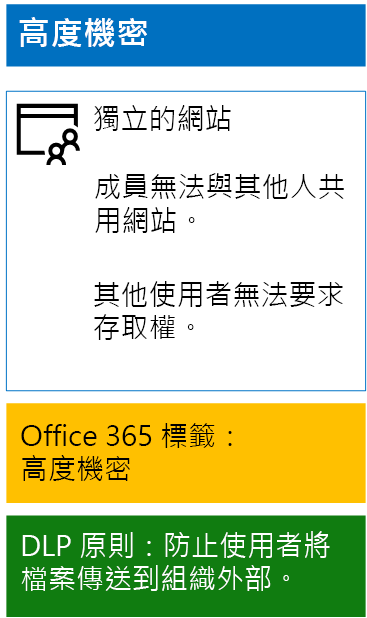 高度機密
獨立的網站
成員無法與其他人共
用網站。
其他使用者無法要求
存取權。
Office 365 標籤：
高度機密
DLP 原則：防止使用者將
檔案傳送到組織外部。